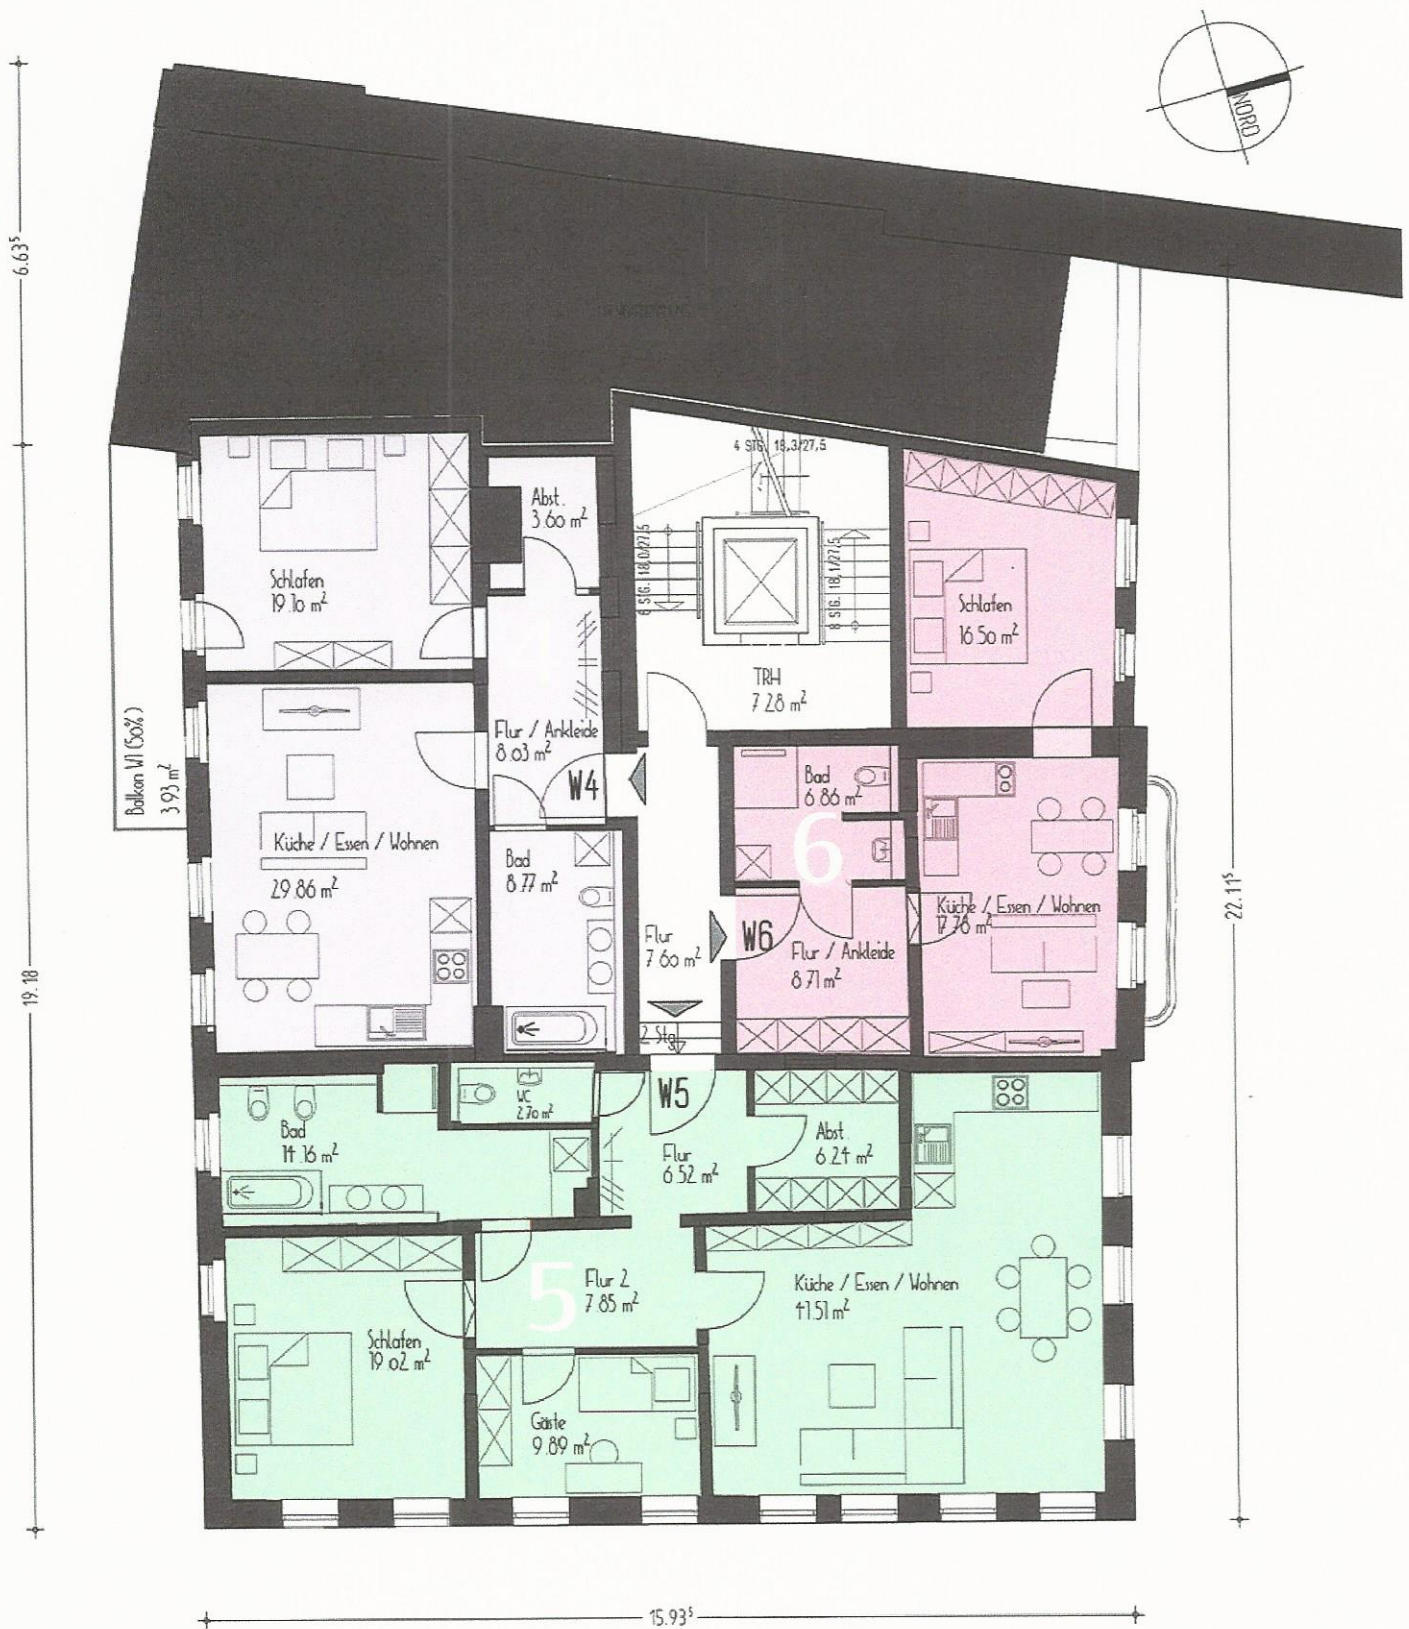 NORD
6.63⁵
4 STG. 18,3/27,5
Abst.
3.60 m²
6 STG. 18,0/27,5
8 STG. 18,1/27,5
Schlafen
19.10 m²
Schlafen
16.50 m²
TRH
7.28 m²
4
Flur / Ankleide
8.03 m²
W4
Balkon W1 (50%)
3.93 m²
Bad
6.86 m²
6
Küche / Essen / Wohnen
29.86 m²
Bad
8.77 m²
22.11⁵
Küche / Essen / Wohnen
17.78 m²
Flur
7.60 m²
W6
Flur / Ankleide
8.71 m²
19.18
2 Stg.
WC
2.70 m²
W5
Bad
14.16 m²
Flur
6.52 m²
Abst.
6.24 m²
5
Flur 2
7.85 m²
Küche / Essen / Wohnen
41.51 m²
Schlafen
19.02 m²
Gäste
9.89 m²
15.93⁵